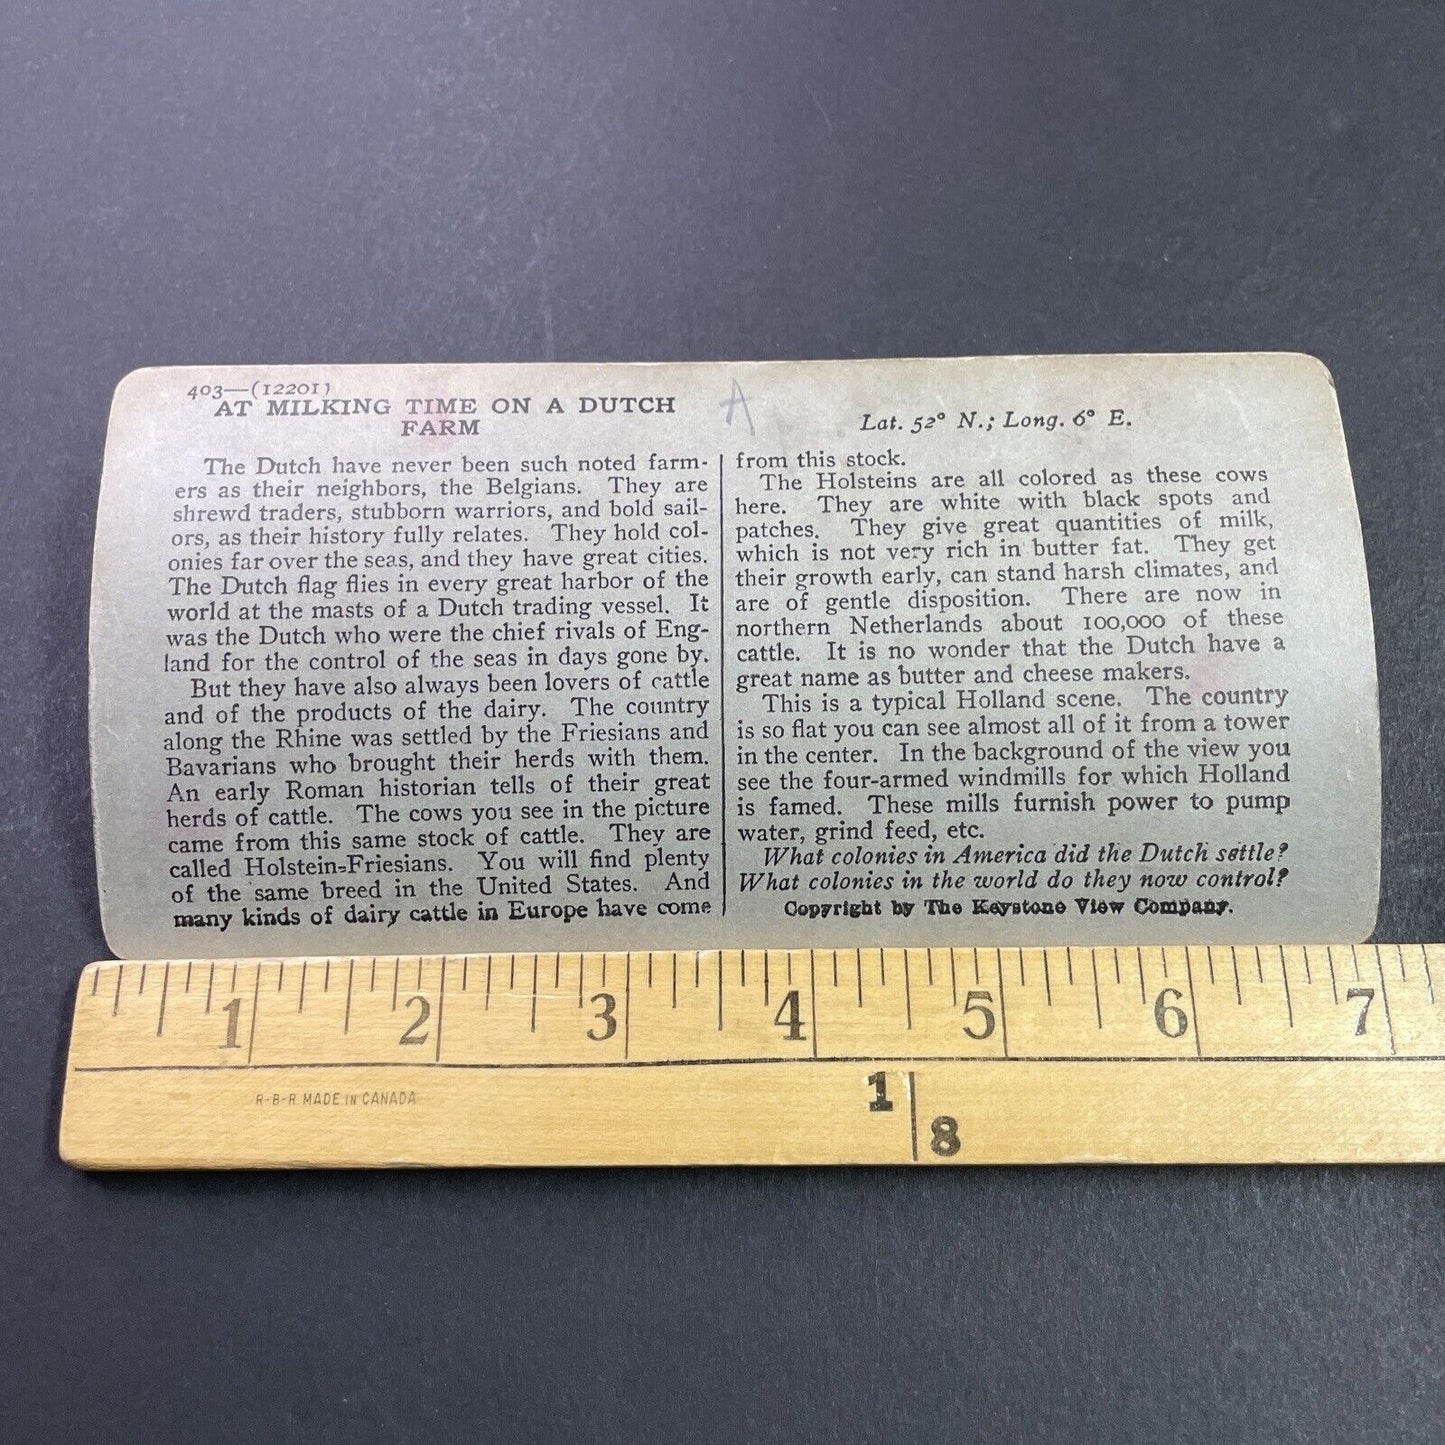 403—(12201)
AT MILKING TIME ON A DUTCH
FARM
A
Lat. 52° N.; Long. 6° E.
The Dutch have never been such noted farm-
ers as their neighbors, the Belgians. They are
shrewd traders, stubborn warriors, and bold sail-
ors, as their history fully relates. They hold col-
onies far over the seas, and they have great cities.
The Dutch flag flies in every great harbor of the
world at the masts of a Dutch trading vessel. It
was the Dutch who were the chief rivals of Eng-
land for the control of the seas in days gone by.
But they have also always been lovers of cattle
and of the products of the dairy. The country
along the Rhine was settled by the Friesians and
Bavarians who brought their herds with them.
An early Roman historian tells of their great
herds of cattle. The cows you see in the picture
came from this same stock of cattle. They are
called Holstein-Friesians. You will find plenty
of the same breed in the United States. And
many kinds of dairy cattle in Europe have come
from this stock.
The Holsteins are all colored as these cows
here. They are white with black spots and
patches. They give great quantities of milk,
which is not very rich in butter fat. They get
their growth early, can stand harsh climates, and
are of gentle disposition. There are now in
northern Netherlands about 100,000 of these
cattle. It is no wonder that the Dutch have a
great name as butter and cheese makers.
This is a typical Holland scene. The country
is so flat you can see almost all of it from a tower
in the center. In the background of the view you
see the four-armed windmills for which Holland
is famed. These mills furnish power to pump
water, grind feed, etc.
What colonies in America did the Dutch settle?
What colonies in the world do they now control?
Copyright by The Keystone View Company.
1 2 3 4 5 6 7
R-B-R MADE IN CANADA
1 8